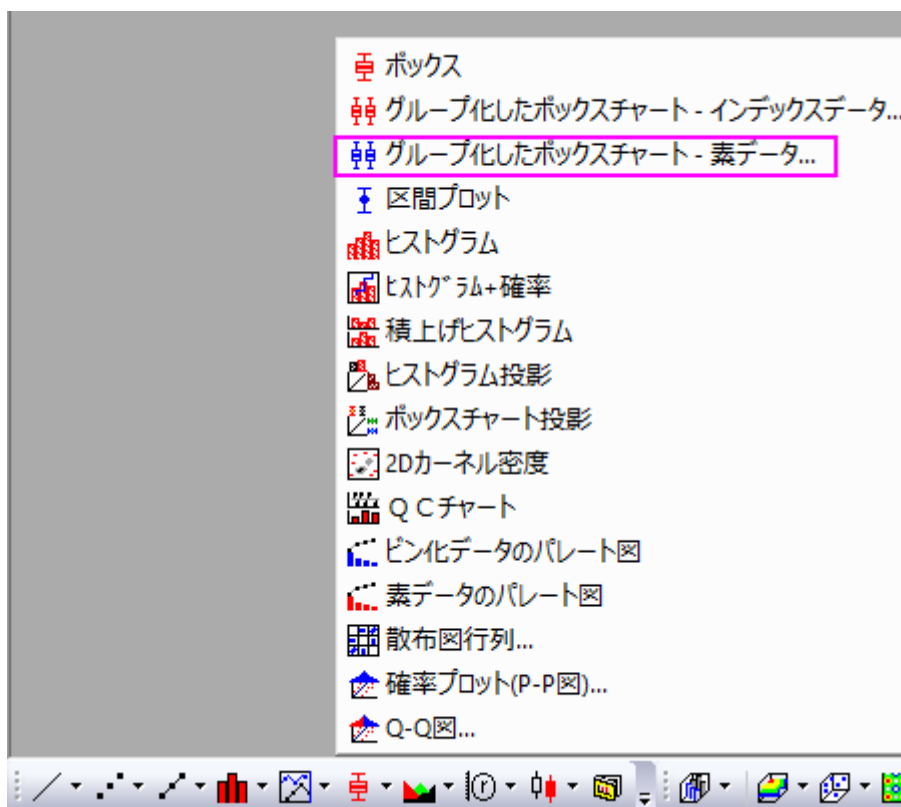 ボックス
グループ化したボックスチャート - インデックスデータ...
グループ化したボックスチャート - 素データ...
区間プロット
ヒストグラム
ﾋｽﾄｸﾞﾗﾑ+確率
積上げヒストグラム
ヒストグラム投影
ボックスチャート投影
2Dカーネル密度
ＱＣチャート
ビン化データのパレート図
素データのパレート図
散布図行列...
確率プロット(P-P図)...
Q-Q図...